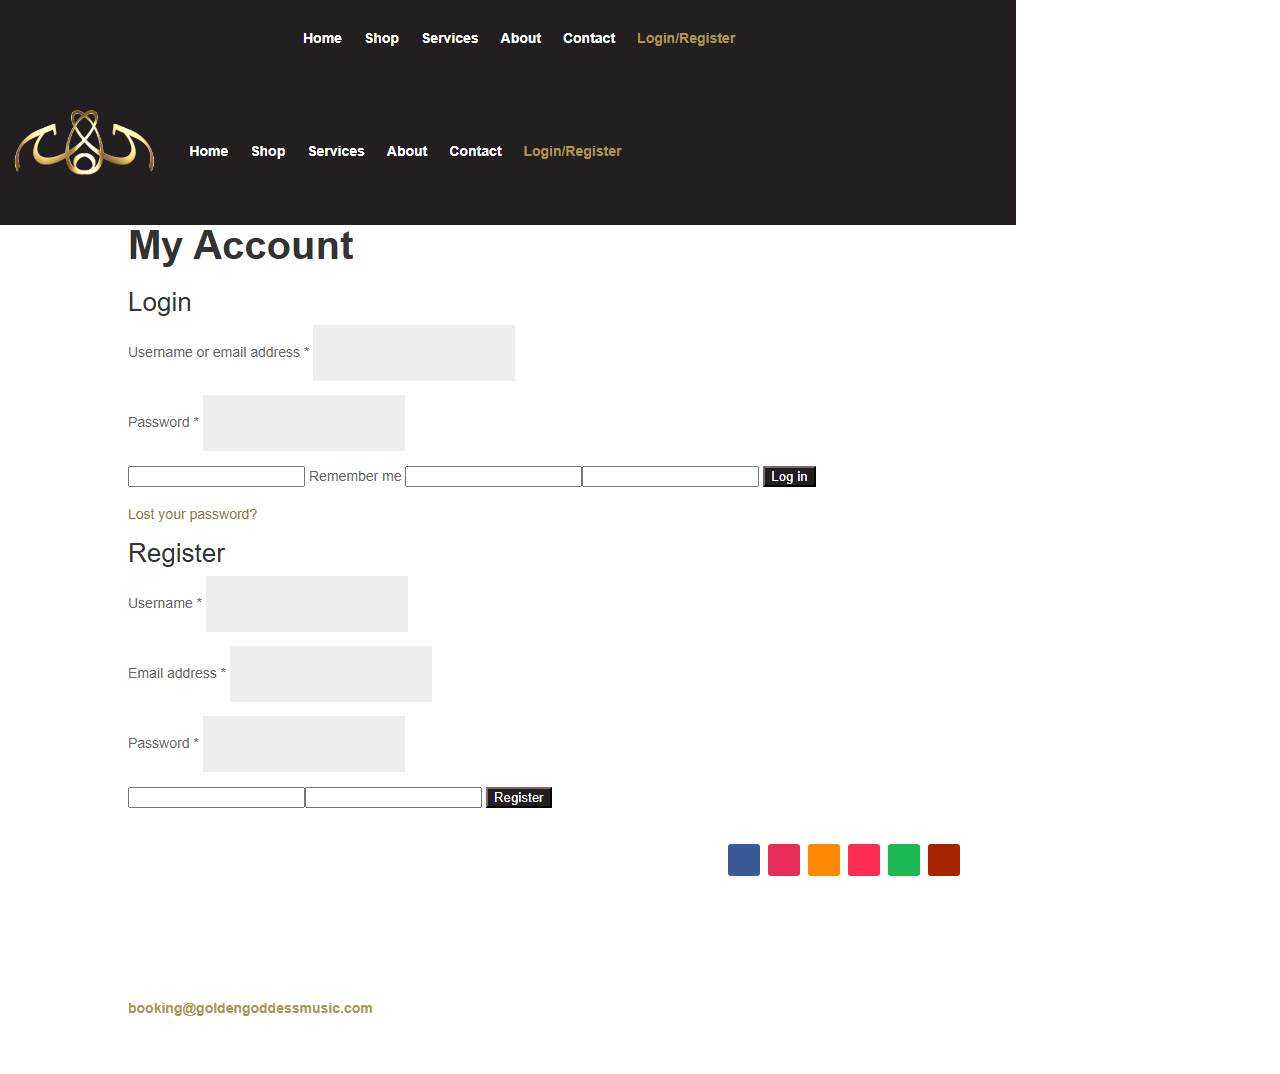 Home Shop Services About Contact Login/Register
Home Shop Services About Contact Login/Register
My Account
Login
Username or email address *
Password *
Remember me Log in
Lost your password?
Register
Username *
Email address *
Password *
Register
booking@goldengoddessmusic.com